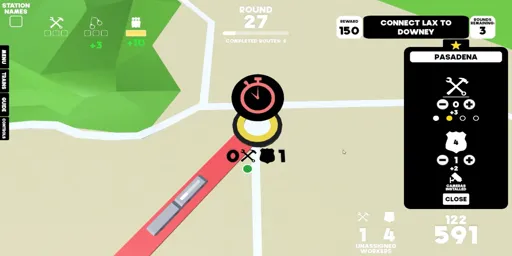 STATION
NAMES
+3
+10
ROUND
27
COMPLETED ROUTES: 6
REWARD
150
CONNECT LAX TO
DOWNEY
ROUNDS
REMAINING
3
MENU
TRAINS
GUIDE
CONTROLS
PASADENA
0
+3
4
1
+2
CAMERAS
INSTALLED
CLOSE
0 1
1 4
UNASSIGNED
WORKERS
122
591